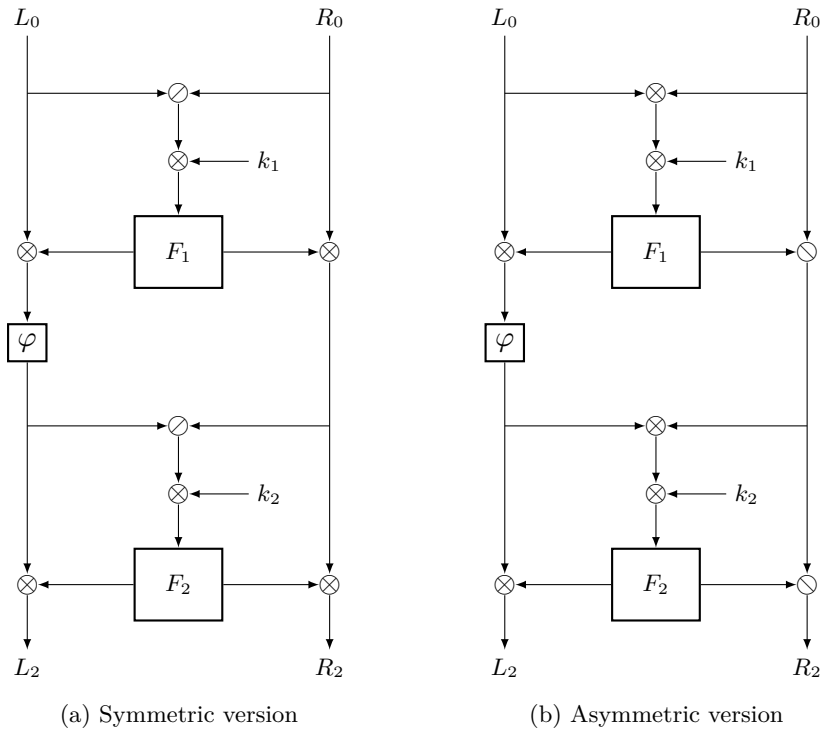 L₀ R₀ L₀ R₀
k₁ k₁
F₁ F₁
φ φ
k₂ k₂
F₂ F₂
L₂ R₂ L₂ R₂
(a) Symmetric version (b) Asymmetric version